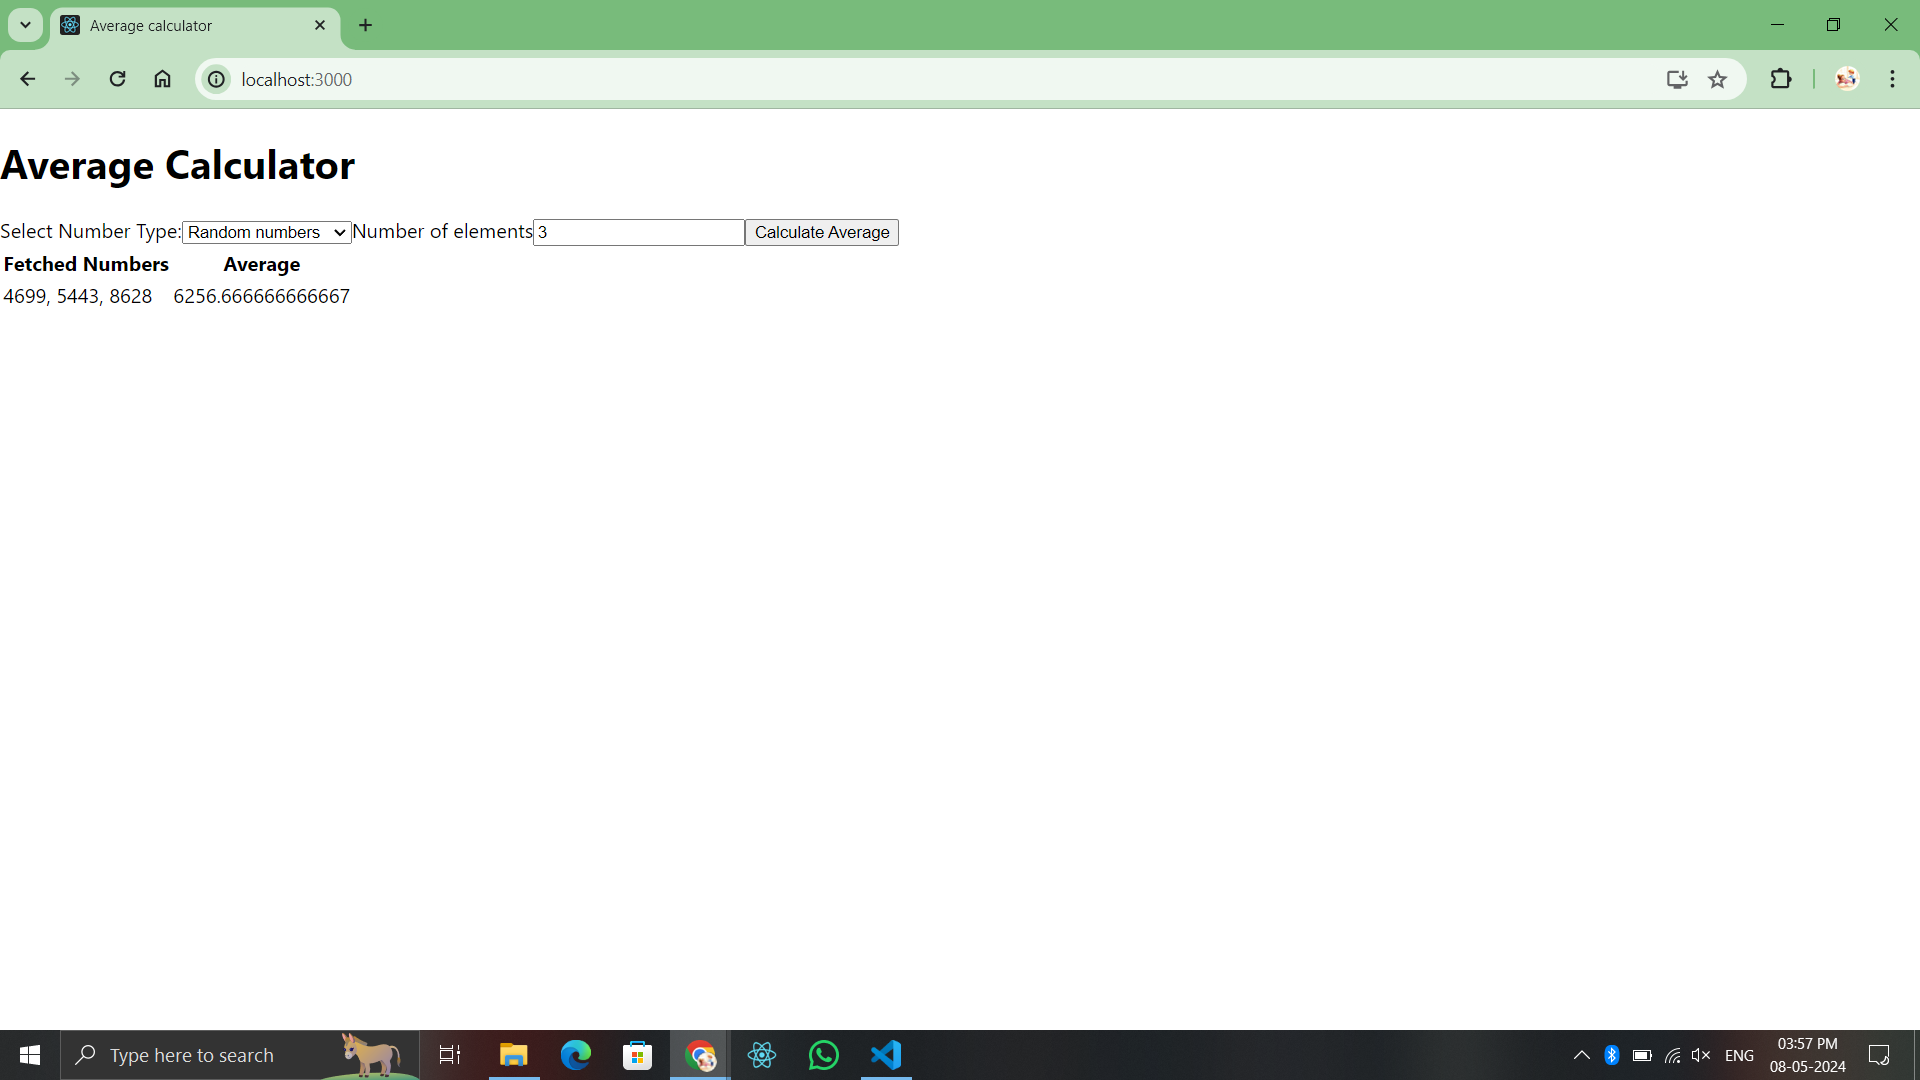 Average calculator
localhost:3000
Average Calculator
Select Number Type: Random numbers Number of elements 3 Calculate Average
Fetched Numbers Average
4699, 5443, 8628 6256.666666666667
Type here to search
ENG
03:57 PM
08-05-2024